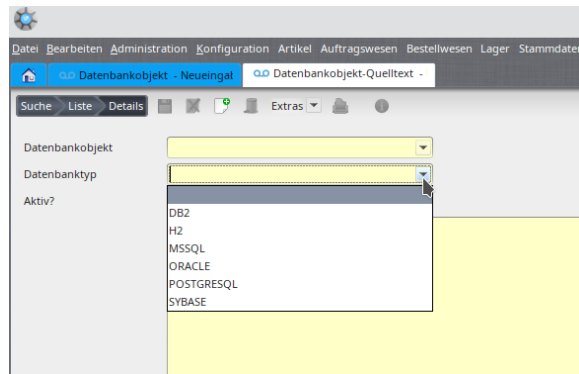 Datei Bearbeiten Administration Konfiguration Artikel Auftragswesen Bestellwesen Lager Stammdate
Datenbankobjekt - Neueingal Datenbankobjekt-Quelltext -
Suche Liste Details Extras
Datenbankobjekt
Datenbanktyp
Aktiv?
DB2
H2
MSSQL
ORACLE
POSTGRESQL
SYBASE